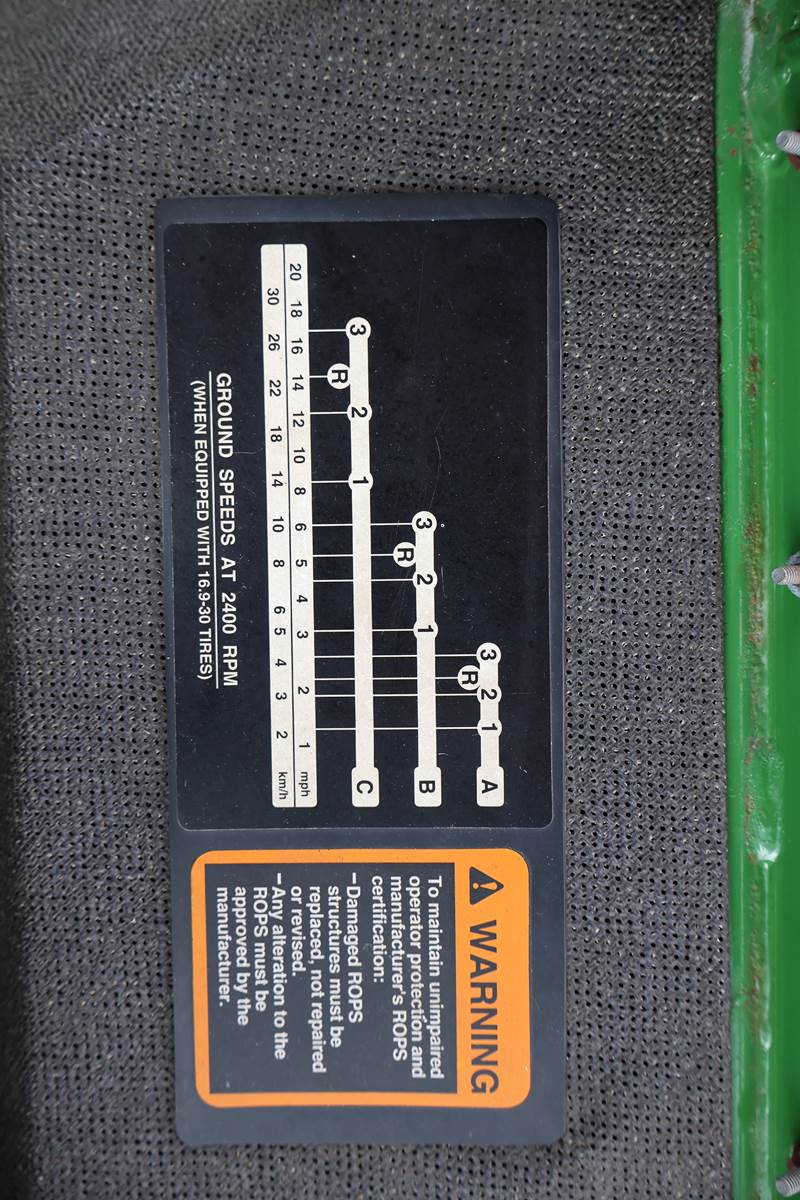 3 2 1 A
R
3 2 1 B
R
3 2 1 C
R
20 18 16 14 12 10 8 6 5 4 3 2 1 mph
30 26 22 18 14 10 8 6 5 4 3 2 km/h
GROUND SPEEDS AT 2400 RPM
(WHEN EQUIPPED WITH 16.9-30 TIRES)
WARNING
To maintain unimpaired
operator protection and
manufacturer's ROPS
certification:
–Damaged ROPS
structures must be
replaced, not repaired
or revised.
–Any alteration to the
ROPS must be
approved by the
manufacturer.